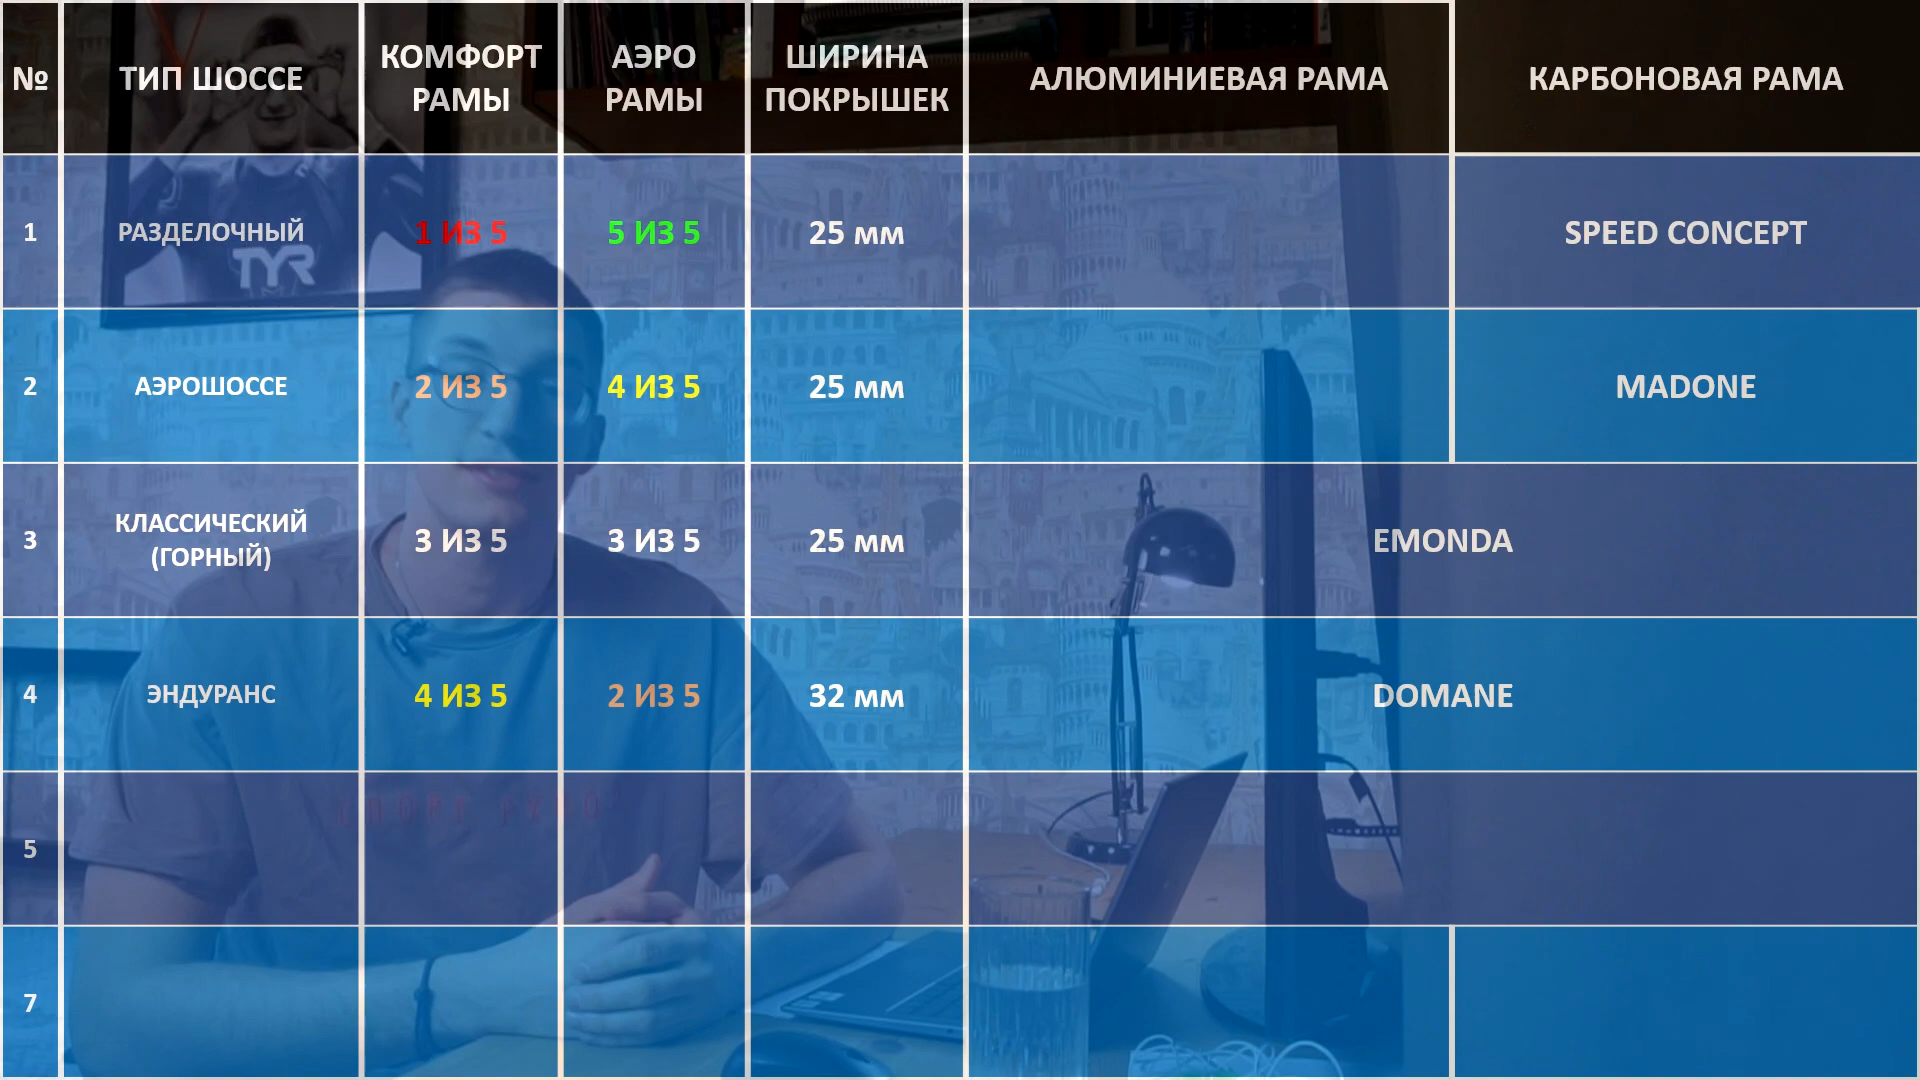 №
ТИП ШОССЕ
КОМФОРТ
РАМЫ
АЭРО
РАМЫ
ШИРИНА
ПОКРЫШЕК
АЛЮМИНИЕВАЯ РАМА
КАРБОНОВАЯ РАМА
1
РАЗДЕЛОЧНЫЙ
1 ИЗ 5
5 ИЗ 5
25 мм
SPEED CONCEPT
TYR
2
АЭРОШОССЕ
2 ИЗ 5
4 ИЗ 5
25 мм
MADONE
3
КЛАССИЧЕСКИЙ
(ГОРНЫЙ)
3 ИЗ 5
3 ИЗ 5
25 мм
EMONDA
4
ЭНДУРАНС
4 ИЗ 5
2 ИЗ 5
32 мм
DOMANE
5
7